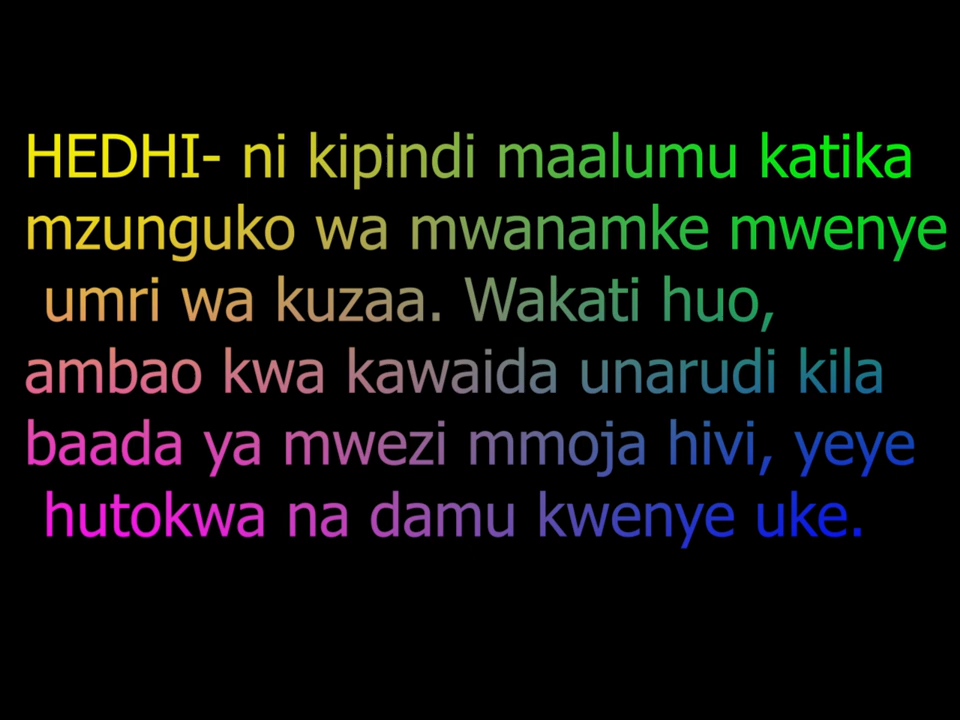 HEDHI- ni kipindi maalumu katika
mzunguko wa mwanamke mwenye
umri wa kuzaa. Wakati huo,
ambao kwa kawaida unarudi kila
baada ya mwezi mmoja hivi, yeye
hutokwa na damu kwenye uke.